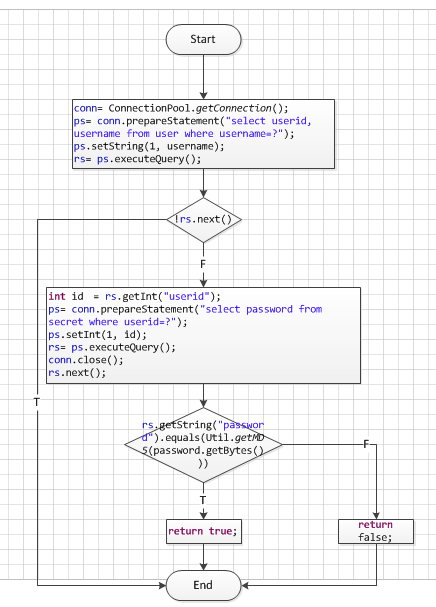 Start
conn= ConnectionPool.getConnection();
ps= conn.prepareStatement("select userid,
username from user where username=?");
ps.setString(1, username);
rs= ps.executeQuery();
!rs.next()
F
int id = rs.getInt("userid");
ps= conn.prepareStatement("select password from
secret where userid=?");
ps.setInt(1, id);
rs= ps.executeQuery();
conn.close();
rs.next();
T
rs.getString("passwor
d").equals(Util.getMD
5(password.getBytes()
))
F
T
return true;
return
false;
End